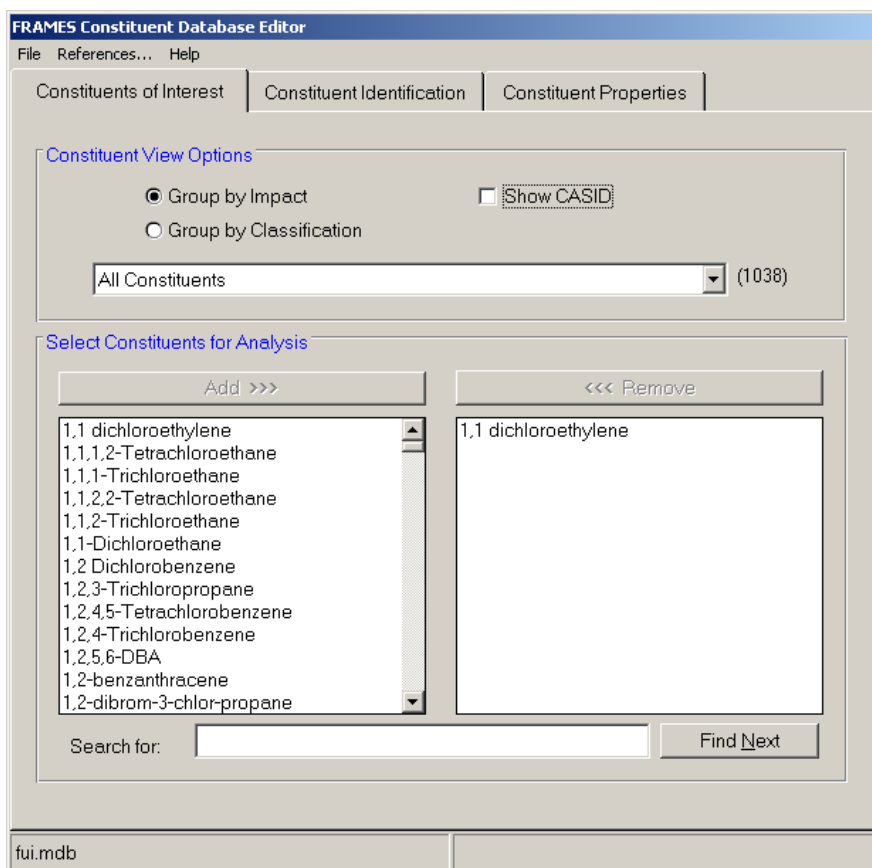 FRAMES Constituent Database Editor
File References... Help
Constituents of Interest Constituent Identification Constituent Properties
Constituent View Options
Group by Impact Show CASID
Group by Classification
All Constituents (1038)
Select Constituents for Analysis
Add >>> <<< Remove
1,1 dichloroethylene 1,1 dichloroethylene
1,1,1,2-Tetrachloroethane
1,1,1-Trichloroethane
1,1,2,2-Tetrachloroethane
1,1,2-Trichloroethane
1,1-Dichloroethane
1,2 Dichlorobenzene
1,2,3-Trichloropropane
1,2,4,5-Tetrachlorobenzene
1,2,4-Trichlorobenzene
1,2,5,6-DBA
1,2-benzanthracene
1,2-dibrom-3-chlor-propane
Search for: Find Next
fui.mdb